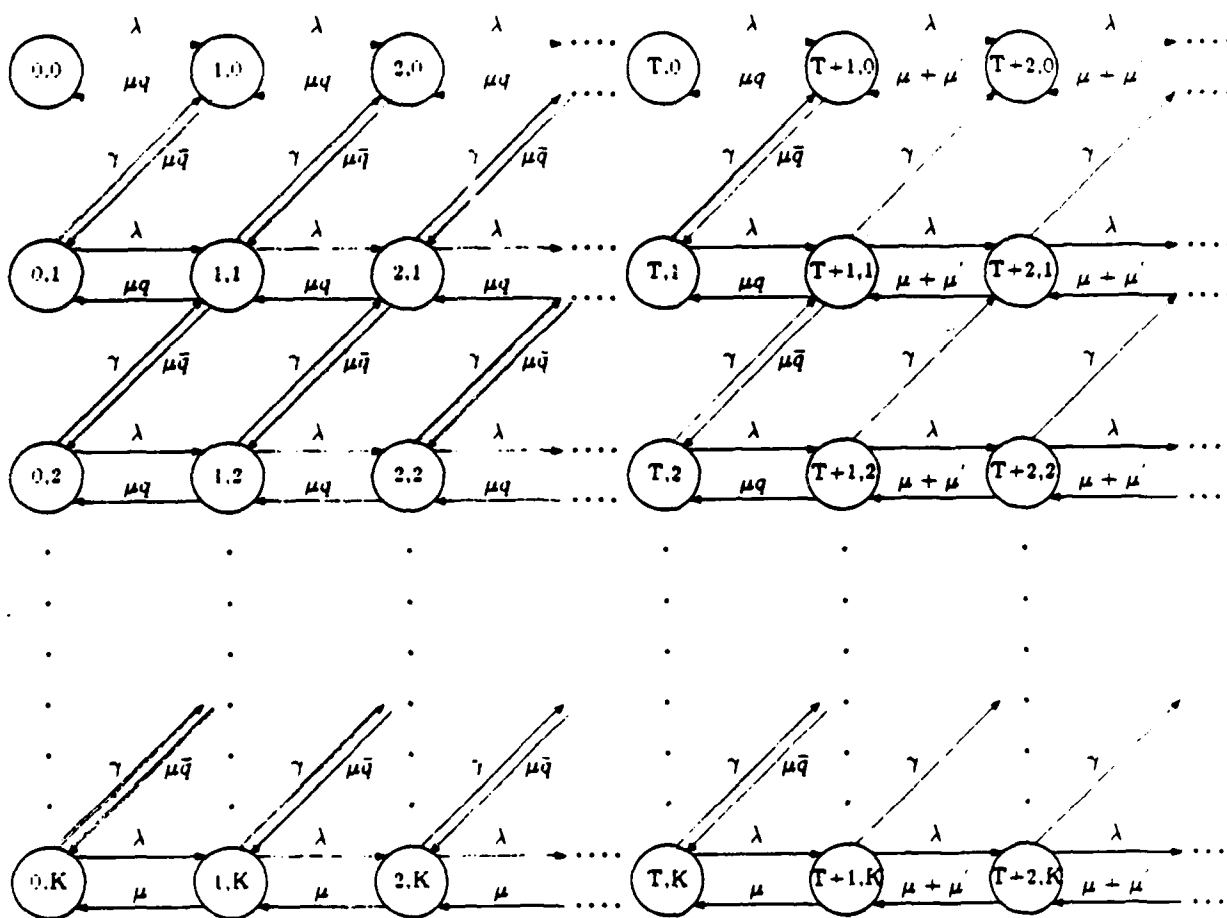 λ λ λ λ λ λ
0,0 1,0 2,0 .... T,0 T+1,0 T+2,0
μq μq μq μq μ + μ' μ + μ' ....
γ μq̄ γ μq̄ γ μq̄ γ μq̄ γ γ
λ λ λ .... λ λ λ ....
0,1 1,1 2,1 T,1 T+1,1 T+2,1
μq μq μq .... μq μ + μ' μ + μ' ....
γ μq̄ γ μq̄ γ μq̄ γ μq̄ γ γ
λ λ λ .... λ λ λ ....
0,2 1,2 2,2 T,2 T+1,2 T+2,2
μq μq μq .... μq μ + μ' μ + μ' ....
γ μq̄ γ μq̄ γ μq̄ γ μq̄ γ γ
λ λ λ .... λ λ λ ....
0,K 1,K 2,K T,K T+1,K T+2,K
μ μ μ .... μ μ + μ' μ + μ' ....